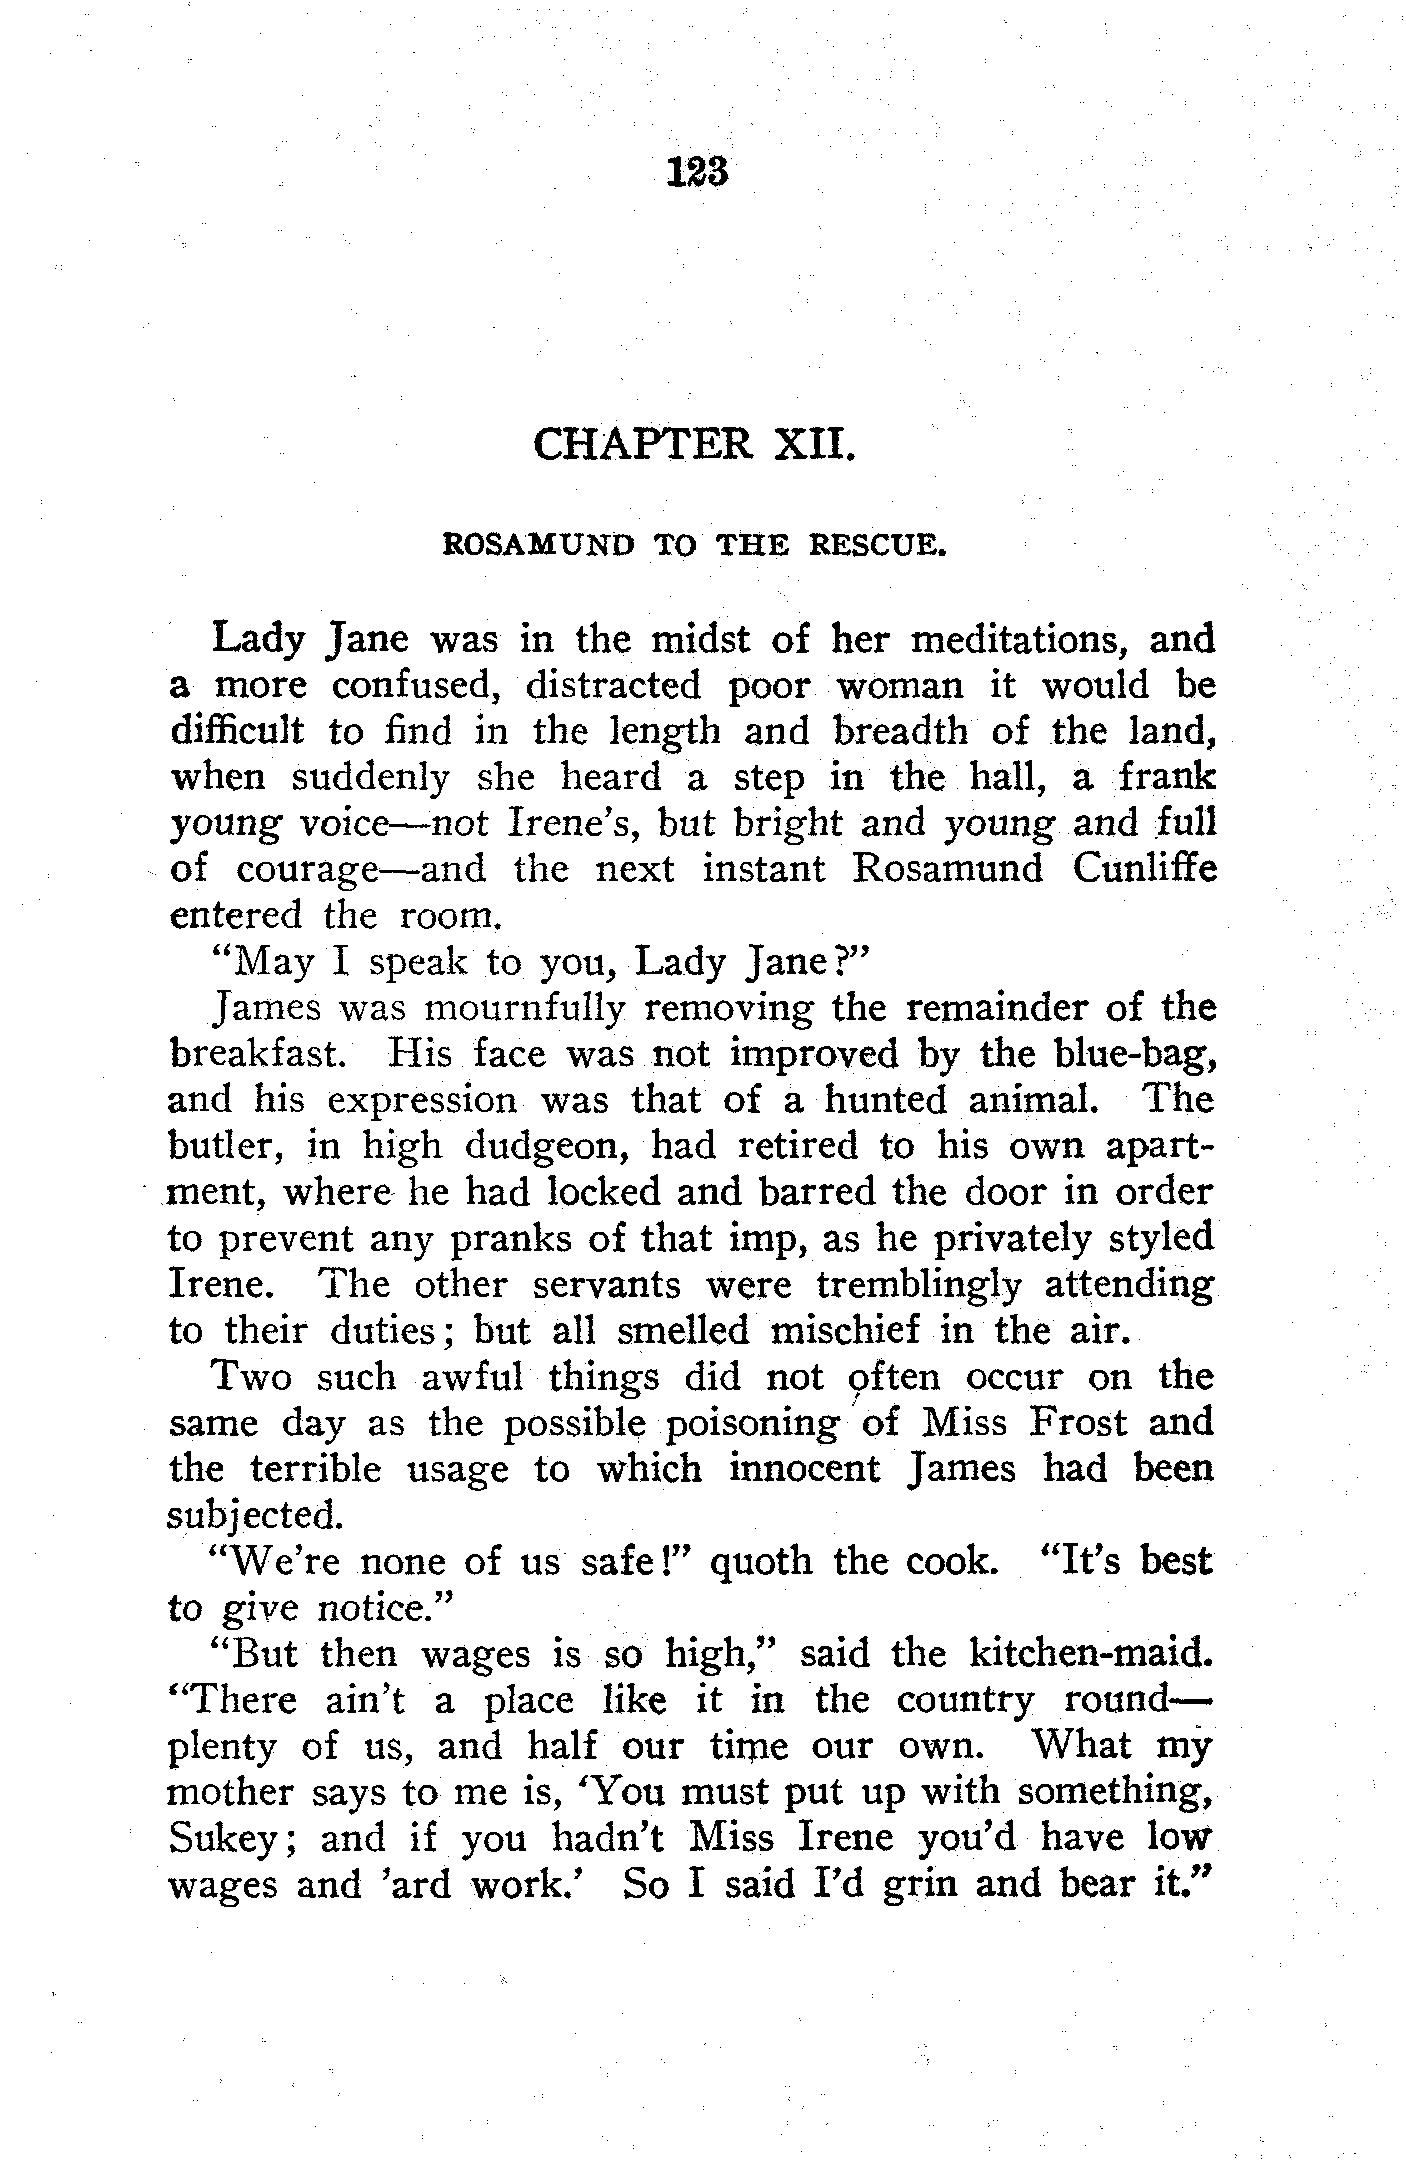 123
CHAPTER XII.
ROSAMUND TO THE RESCUE.
Lady Jane was in the midst of her meditations, and
a more confused, distracted poor woman it would be
difficult to find in the length and breadth of the land,
when suddenly she heard a step in the hall, a frank
young voice—not Irene's, but bright and young and full
of courage—and the next instant Rosamund Cunliffe
entered the room.
"May I speak to you, Lady Jane?"
James was mournfully removing the remainder of the
breakfast. His face was not improved by the blue-bag,
and his expression was that of a hunted animal. The
butler, in high dudgeon, had retired to his own apart-
ment, where he had locked and barred the door in order
to prevent any pranks of that imp, as he privately styled
Irene. The other servants were tremblingly attending
to their duties; but all smelled mischief in the air.
Two such awful things did not often occur on the
same day as the possible poisoning of Miss Frost and
the terrible usage to which innocent James had been
subjected.
"We're none of us safe!" quoth the cook. "It's best
to give notice."
"But then wages is so high," said the kitchen-maid.
"There ain't a place like it in the country round—
plenty of us, and half our time our own. What my
mother says to me is, 'You must put up with something,
Sukey; and if you hadn't Miss Irene you'd have low
wages and 'ard work.' So I said I'd grin and bear it."